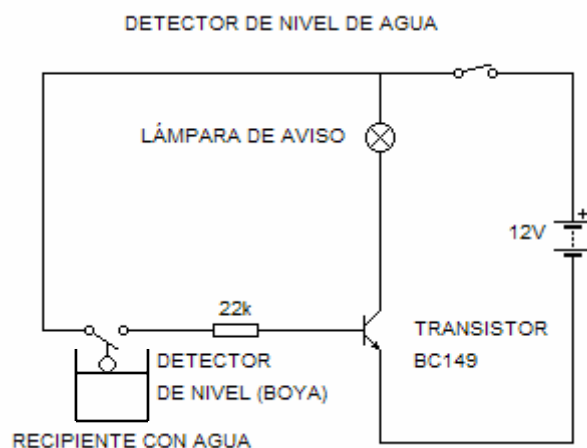 DETECTOR DE NIVEL DE AGUA
LÁMPARA DE AVISO
+
12V
22k
TRANSISTOR
BC149
DETECTOR
DE NIVEL (BOYA)
RECIPIENTE CON AGUA